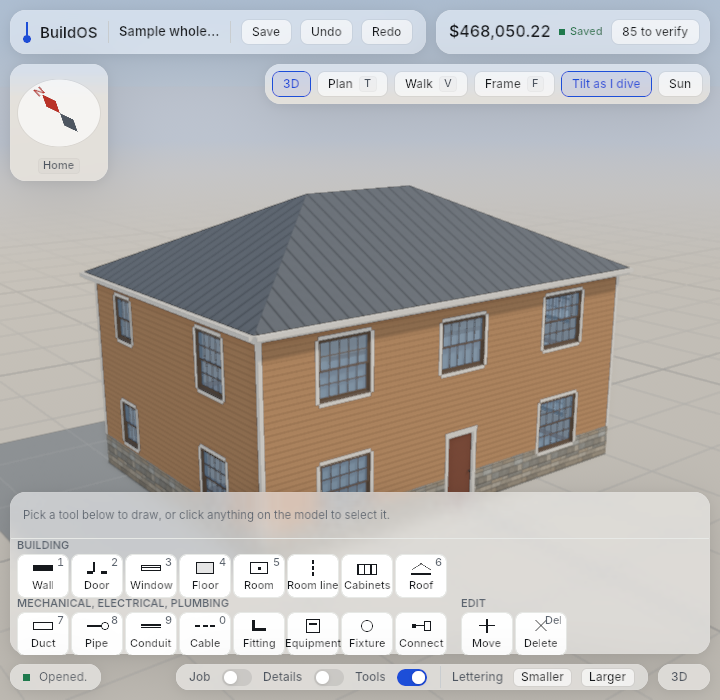 BuildOS Sample whole... Save Undo Redo $468,050.22 Saved 85 to verify
3D Plan T Walk V Frame F Tilt as I dive Sun
N
Home
Pick a tool below to draw, or click anything on the model to select it.
BUILDING
1 2 3 4 5 6
Wall Door Window Floor Room Room line Cabinets Roof
MECHANICAL, ELECTRICAL, PLUMBING EDIT
7 8 9 0 Del
Duct Pipe Conduit Cable Fitting Equipment Fixture Connect Move Delete
Opened. Job Details Tools Lettering Smaller Larger 3D